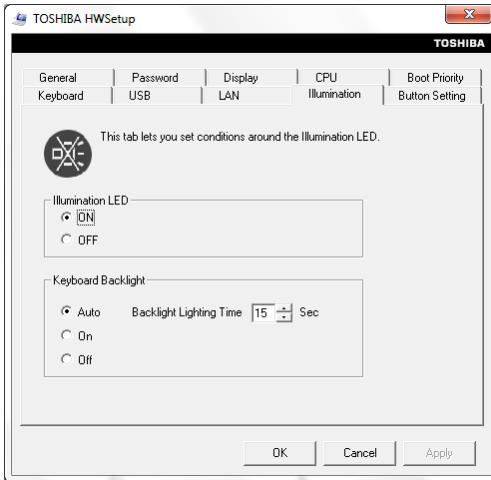 TOSHIBA HWSetup
TOSHIBA
General Password Display CPU Boot Priority
Keyboard USB LAN Illumination Button Setting
This tab lets you set conditions around the Illumination LED.
Illumination LED
ON
OFF
Keyboard Backlight
Auto Backlight Lighting Time 15 Sec
On
Off
OK Cancel Apply